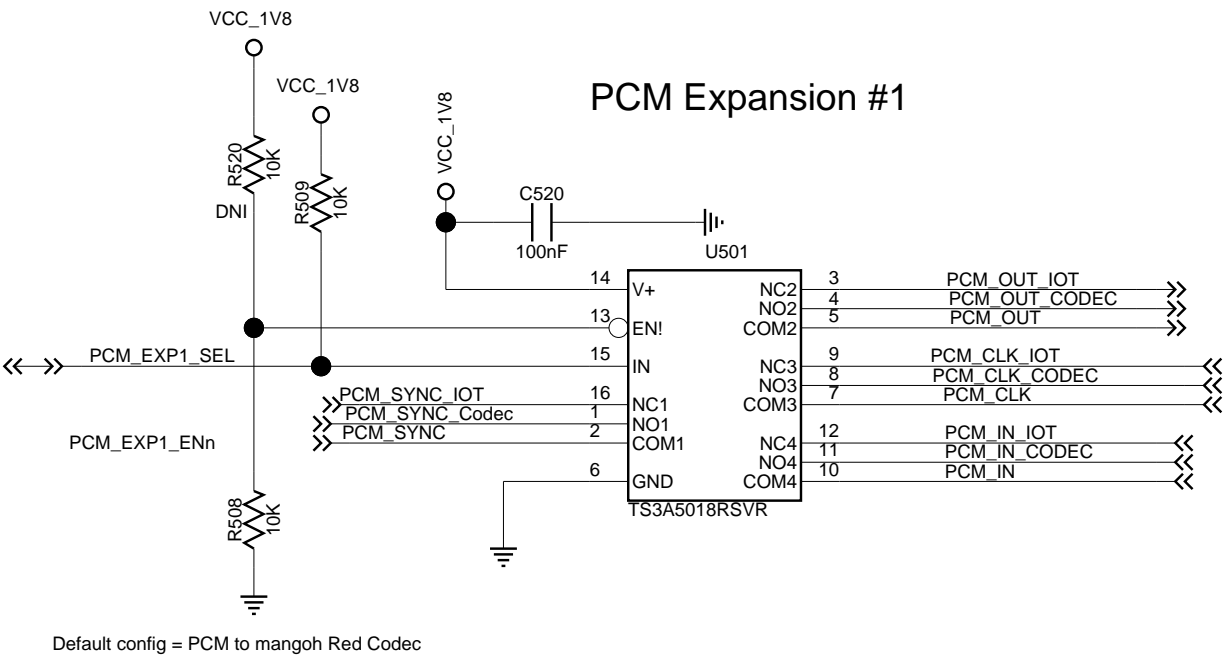 VCC_1V8
VCC_1V8
VCC_1V8
PCM Expansion #1
R520
10K
DNI
R509
10K
C520
100nF
U501
14
V+
13
EN!
PCM_EXP1_SEL
15
IN
PCM_SYNC_IOT
16
NC1
PCM_SYNC_Codec
1
NO1
PCM_SYNC
2
COM1
6
GND
NC2
3
PCM_OUT_IOT
NO2
4
PCM_OUT_CODEC
COM2
5
PCM_OUT
NC3
9
PCM_CLK_IOT
NO3
8
PCM_CLK_CODEC
COM3
7
PCM_CLK
NC4
12
PCM_IN_IOT
NO4
11
PCM_IN_CODEC
COM4
10
PCM_IN
TS3A5018RSVR
PCM_EXP1_ENn
R508
10K
Default config = PCM to mangoh Red Codec